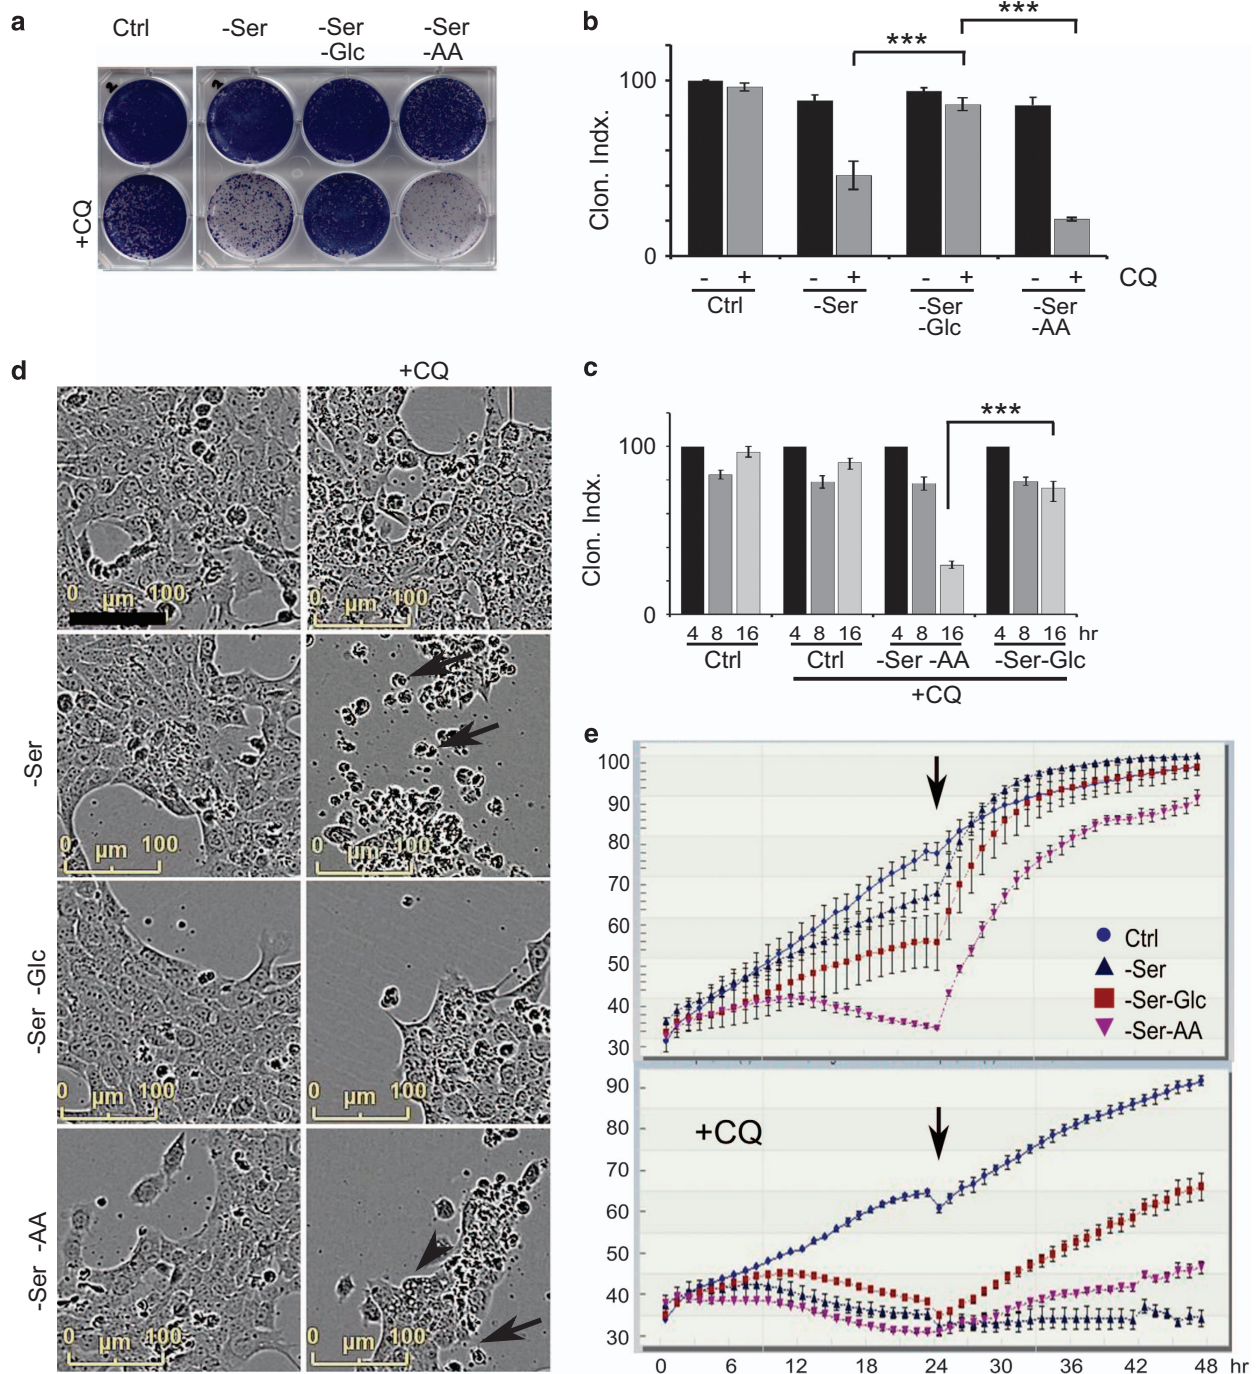 a
Ctrl
-Ser
-Ser
-Glc
-Ser
-AA
2
2
+CQ
b
***
***
100
Clon. Indx.
0
- + - + - + - + CQ
Ctrl
-Ser
-Ser
-Glc
-Ser
-AA
c
***
100
Clon. Indx.
0
4 8 16 4 8 16 4 8 16 4 8 16 hr
Ctrl Ctrl -Ser -AA -Ser-Glc
+CQ
d
+CQ
0 µm 100
0 µm 100
-Ser
0 µm 100
0 µm 100
-Ser -Glc
0 µm 100
0 µm 100
-Ser -AA
0 µm 100
0 µm 100
e
100
90
80
70
60
50
40
30
Ctrl
-Ser
-Ser-Glc
-Ser-AA
+CQ
90
80
70
60
50
40
30
0 6 12 18 24 30 36 42 48 hr